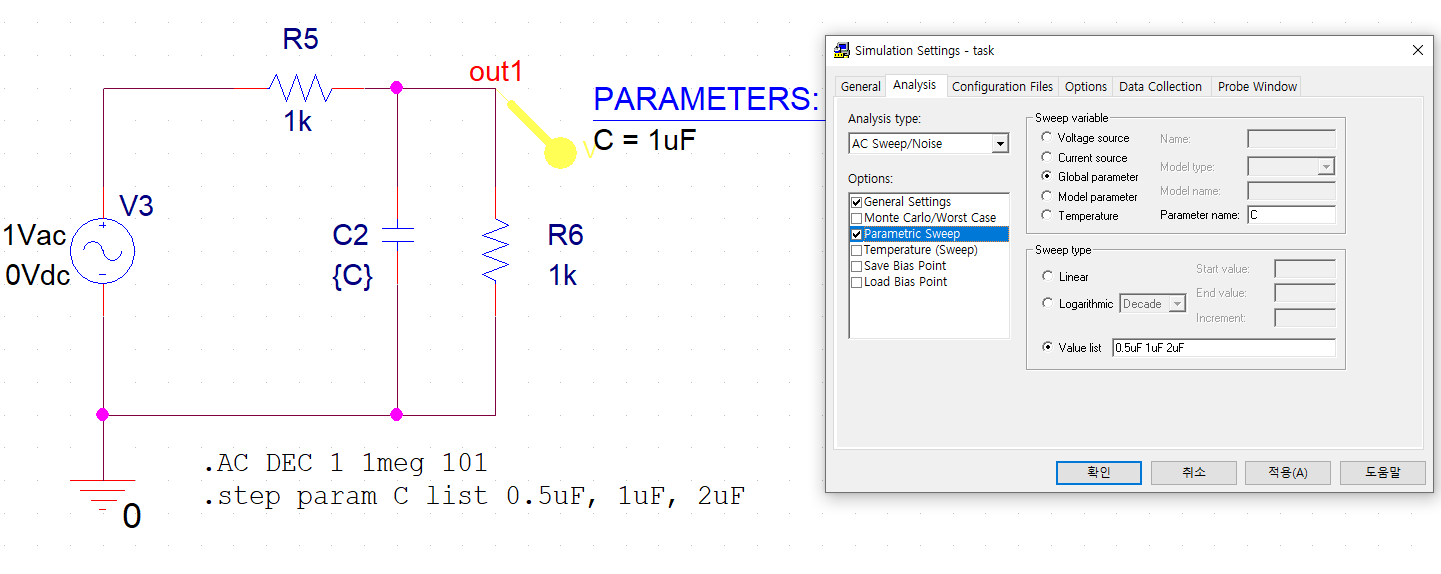 R5
1k
out1
PARAMETERS:
C = 1uF
V
V3
1Vac
0Vdc
C2
{C}
R6
1k
0
.AC DEC 1 1meg 101
.step param C list 0.5uF, 1uF, 2uF
Simulation Settings - task
General Analysis Configuration Files Options Data Collection Probe Window
Analysis type:
AC Sweep/Noise
Options:
General Settings
Monte Carlo/Worst Case
Parametric Sweep
Temperature (Sweep)
Save Bias Point
Load Bias Point
Sweep variable
Voltage source
Current source
Global parameter
Model parameter
Temperature
Name:
Model type:
Model name:
Parameter name: C
Sweep type
Linear
Logarithmic Decade
Value list 0.5uF 1uF 2uF
Start value:
End value:
Increment:
확인 취소 적용(A) 도움말